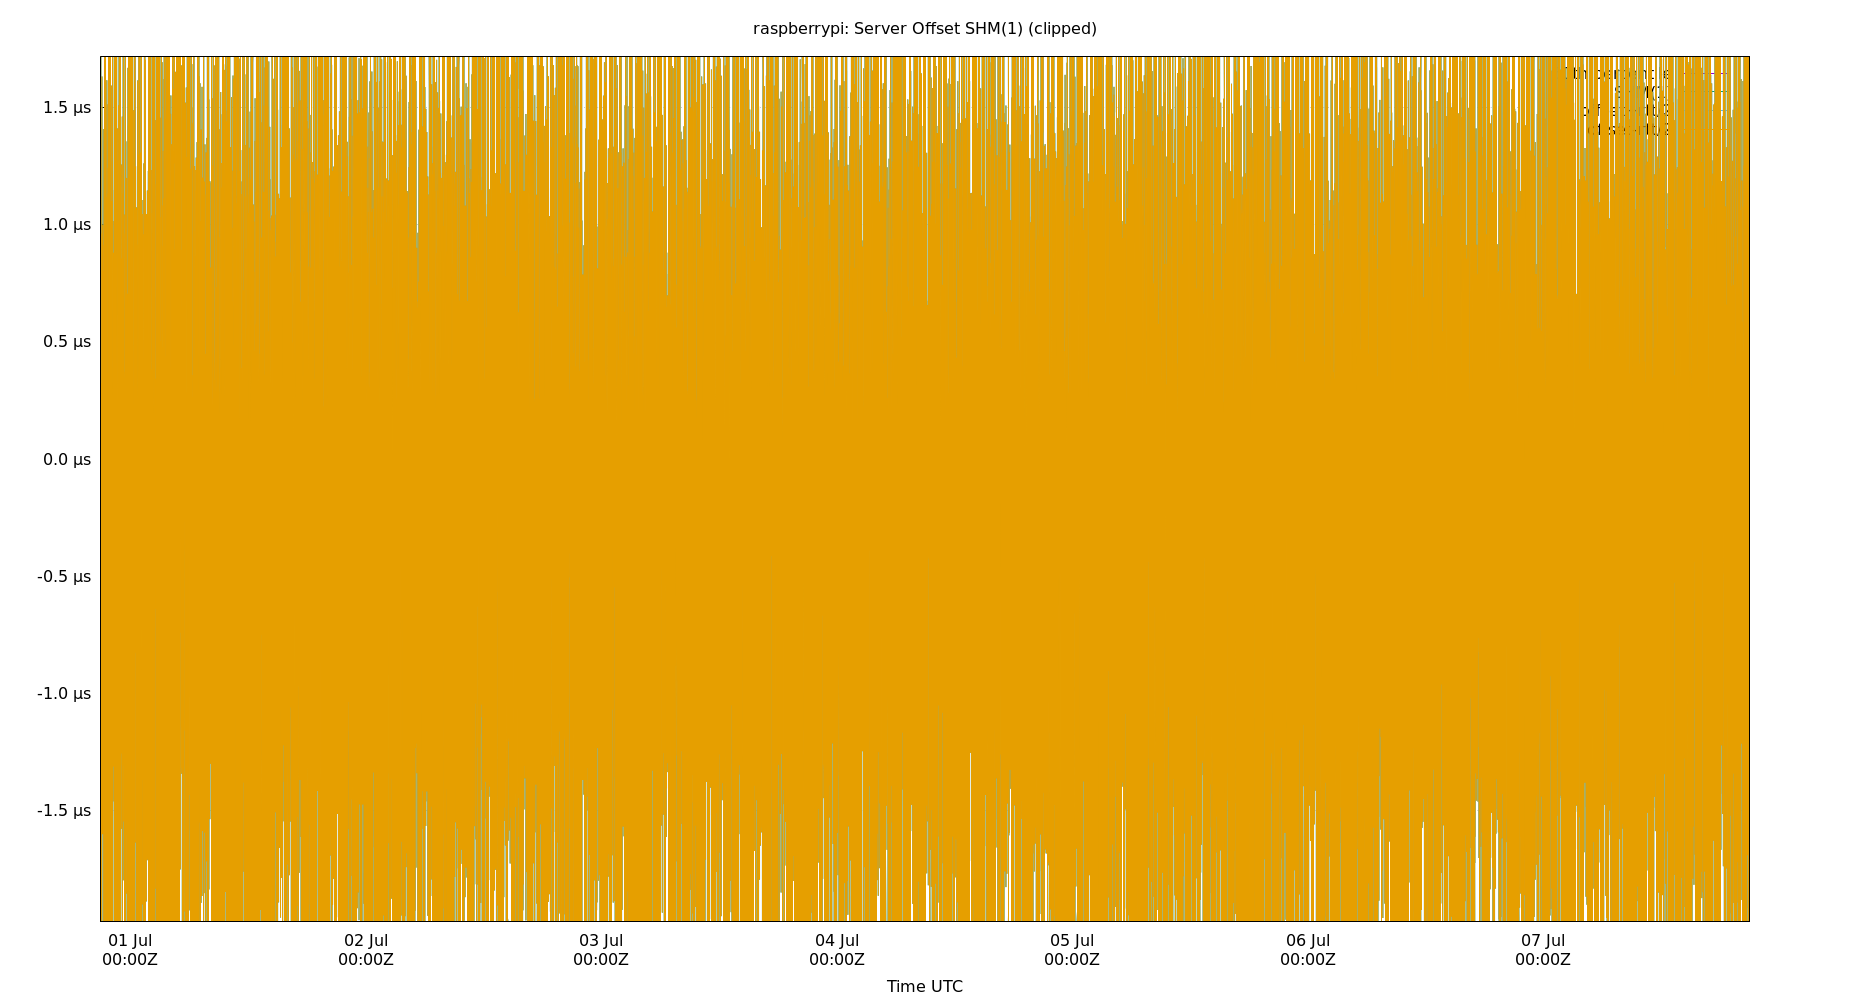 raspberrypi: Server Offset SHM(1) (clipped)
1.5 µs
1.0 µs
0.5 µs
0.0 µs
-0.5 µs
-1.0 µs
-1.5 µs
01 Jul 02 Jul 03 Jul 04 Jul 05 Jul 06 Jul 07 Jul
00:00Z 00:00Z 00:00Z 00:00Z 00:00Z 00:00Z 00:00Z
Time UTC